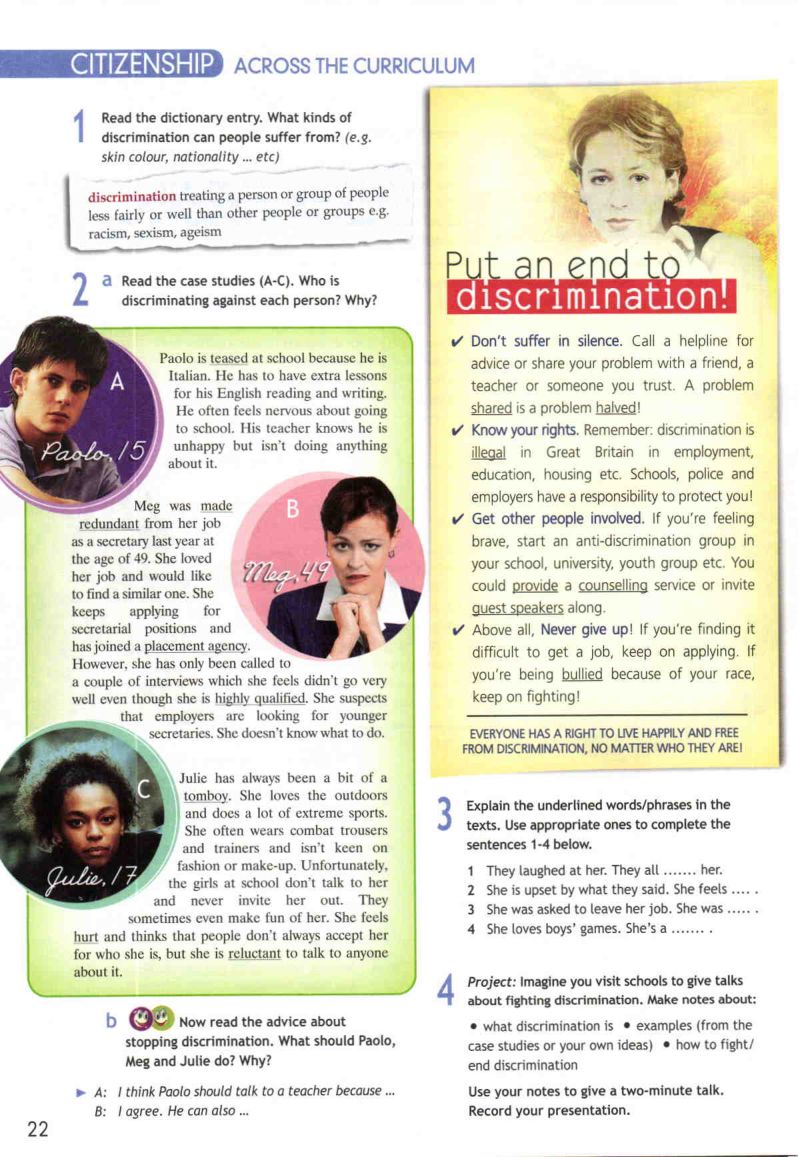 CITIZENSHIP ACROSS THE CURRICULUM
1 Read the dictionary entry. What kinds of
discrimination can people suffer from? (e.g.
skin colour, nationality ... etc)
discrimination treating a person or group of people
less fairly or well than other people or groups e.g.
racism, sexism, ageism
2 a Read the case studies (A-C). Who is
discriminating against each person? Why?
A
Paolo, 15
Paolo is teased at school because he is
Italian. He has to have extra lessons
for his English reading and writing.
He often feels nervous about going
to school. His teacher knows he is
unhappy but isn't doing anything
about it.
B
Meg, 49
Meg was made
redundant from her job
as a secretary last year at
the age of 49. She loved
her job and would like
to find a similar one. She
keeps applying for
secretarial positions and
has joined a placement agency.
However, she has only been called to
a couple of interviews which she feels didn't go very
well even though she is highly qualified. She suspects
that employers are looking for younger
secretaries. She doesn't know what to do.
C
Julie, 17
Julie has always been a bit of a
tomboy. She loves the outdoors
and does a lot of extreme sports.
She often wears combat trousers
and trainers and isn't keen on
fashion or make-up. Unfortunately,
the girls at school don't talk to her
and never invite her out. They
sometimes even make fun of her. She feels
hurt and thinks that people don't always accept her
for who she is, but she is reluctant to talk to anyone
about it.
b Now read the advice about
stopping discrimination. What should Paolo,
Meg and Julie do? Why?
► A: I think Paolo should talk to a teacher because ...
B: I agree. He can also ...
22
Put an end to
discrimination!
✔ Don't suffer in silence. Call a helpline for
advice or share your problem with a friend, a
teacher or someone you trust. A problem
shared is a problem halved!
✔ Know your rights. Remember: discrimination is
illegal in Great Britain in employment,
education, housing etc. Schools, police and
employers have a responsibility to protect you!
✔ Get other people involved. If you're feeling
brave, start an anti-discrimination group in
your school, university, youth group etc. You
could provide a counselling service or invite
guest speakers along.
✔ Above all, Never give up! If you're finding it
difficult to get a job, keep on applying. If
you're being bullied because of your race,
keep on fighting!
EVERYONE HAS A RIGHT TO LIVE HAPPILY AND FREE
FROM DISCRIMINATION, NO MATTER WHO THEY ARE!
3 Explain the underlined words/phrases in the
texts. Use appropriate ones to complete the
sentences 1-4 below.
1 They laughed at her. They all ....... her.
2 She is upset by what they said. She feels .... .
3 She was asked to leave her job. She was ..... .
4 She loves boys' games. She's a ....... .
4 Project: Imagine you visit schools to give talks
about fighting discrimination. Make notes about:
• what discrimination is • examples (from the
case studies or your own ideas) • how to fight/
end discrimination
Use your notes to give a two-minute talk.
Record your presentation.